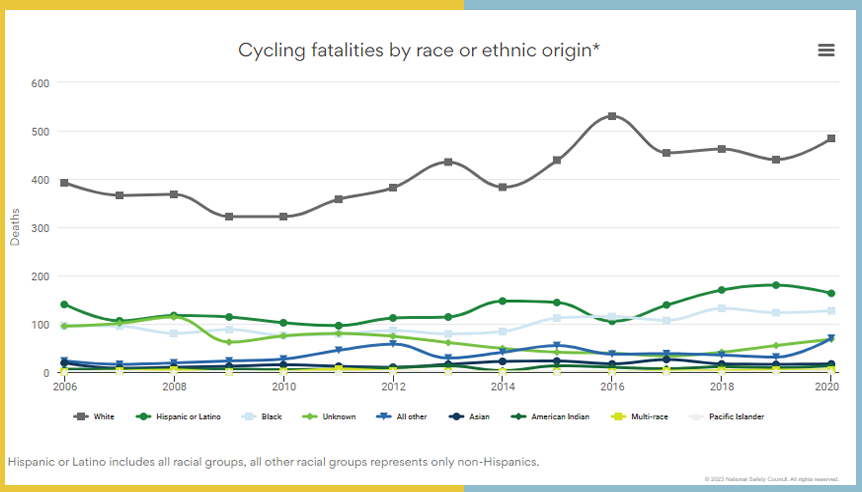 Cycling fatalities by race or ethnic origin*
600
500
400
300
200
100
0
Deaths
2006 2008 2010 2012 2014 2016 2018 2020
White Hispanic or Latino Black Unknown All other Asian American Indian Multi-race Pacific Islander
Hispanic or Latino includes all racial groups, all other racial groups represents only non-Hispanics.
© 2023 National Safety Council. All rights reserved.